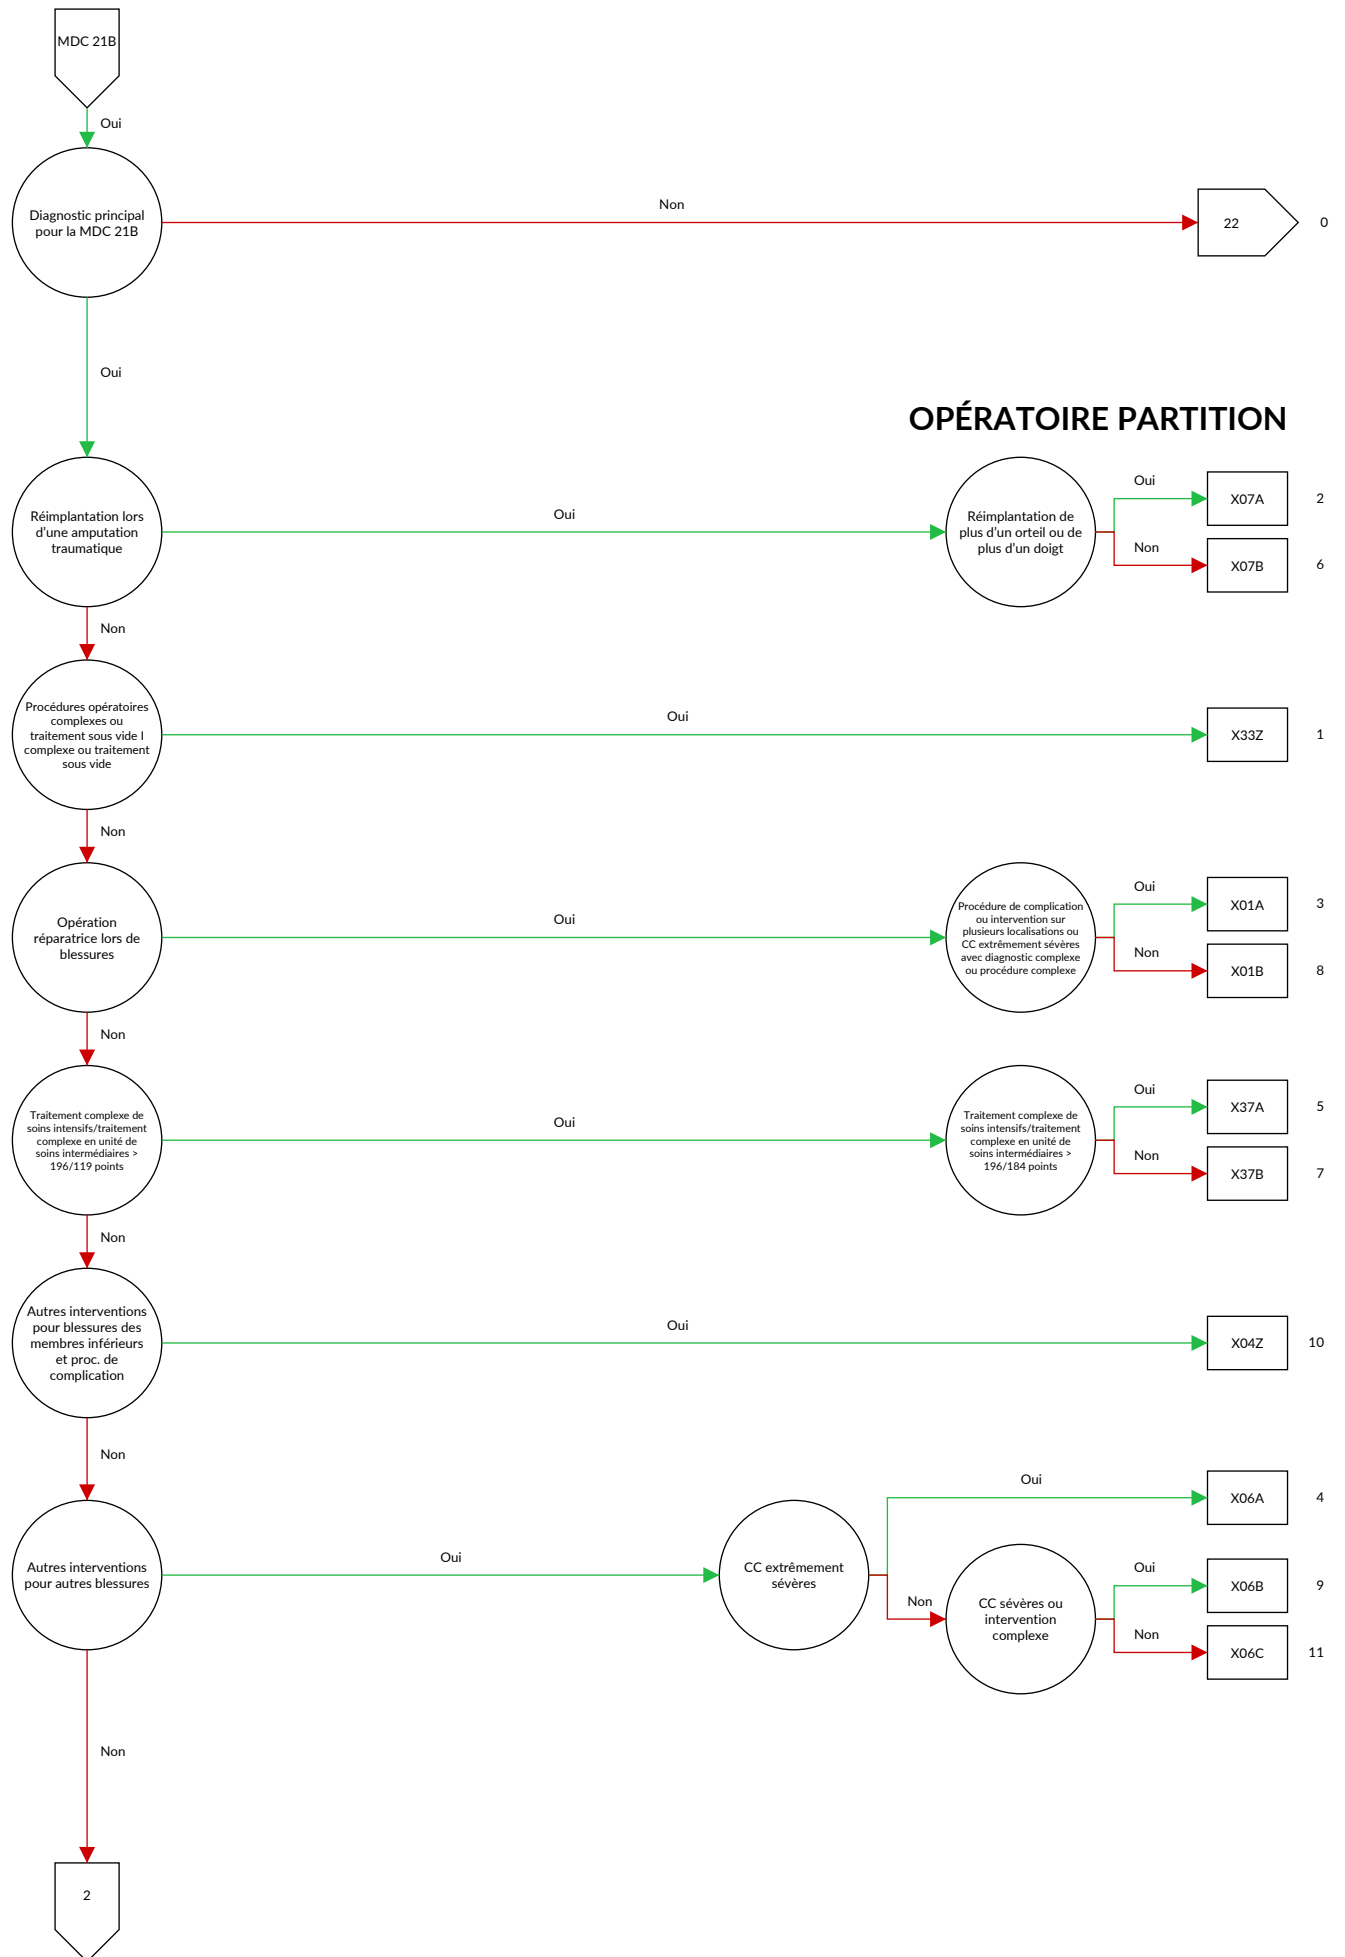 MDC 21B
Oui
Diagnostic principal
pour la MDC 21B
Non
22
0
Oui
OPÉRATOIRE PARTITION
Réimplantation lors
d'une amputation
traumatique
Oui
Réimplantation de
plus d'un orteil ou de
plus d'un doigt
Oui
X07A
2
Non
X07B
6
Non
Procédures opératoires
complexes ou
traitement sous vide I
complexe ou traitement
sous vide
Oui
X33Z
1
Non
Opération
réparatrice lors de
blessures
Oui
Procédure de complication
ou intervention sur
plusieurs localisations ou
CC extrêmement sévères
avec diagnostic complexe
ou procédure complexe
Oui
X01A
3
Non
X01B
8
Non
Traitement complexe de
soins intensifs/traitement
complexe en unité de
soins intermédiaires >
196/119 points
Oui
Traitement complexe de
soins intensifs/traitement
complexe en unité de
soins intermédiaires >
196/184 points
Oui
X37A
5
Non
X37B
7
Non
Autres interventions
pour blessures des
membres inférieurs
et proc. de
complication
Oui
X04Z
10
Non
Autres interventions
pour autres blessures
Oui
CC extrêmement
sévères
Oui
X06A
4
Non
CC sévères ou
intervention
complexe
Oui
X06B
9
Non
X06C
11
Non
2